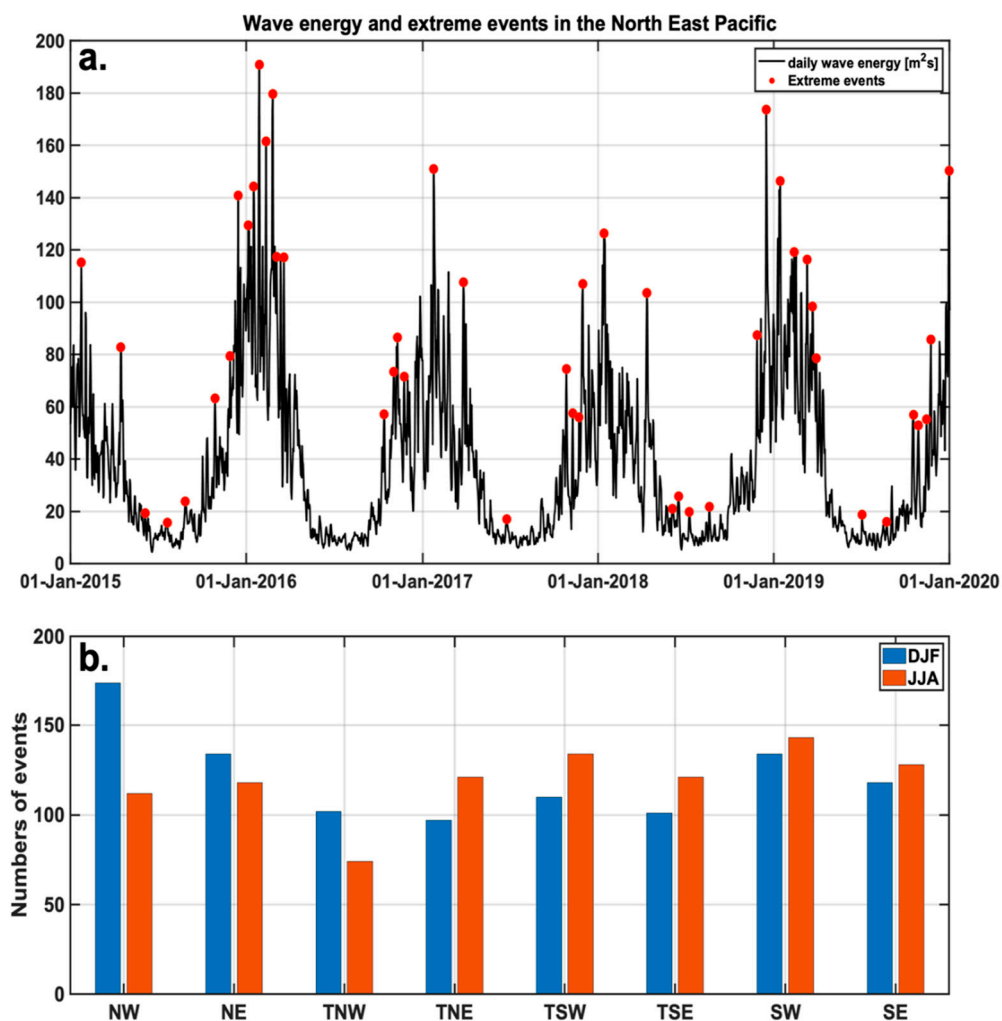 Wave energy and extreme events in the North East Pacific
a.
daily wave energy [m²s]
Extreme events
200
180
160
140
120
100
80
60
40
20
0
01-Jan-2015 01-Jan-2016 01-Jan-2017 01-Jan-2018 01-Jan-2019 01-Jan-2020
b.
DJF
JJA
Numbers of events
200
150
100
50
0
NW NE TNW TNE TSW TSE SW SE